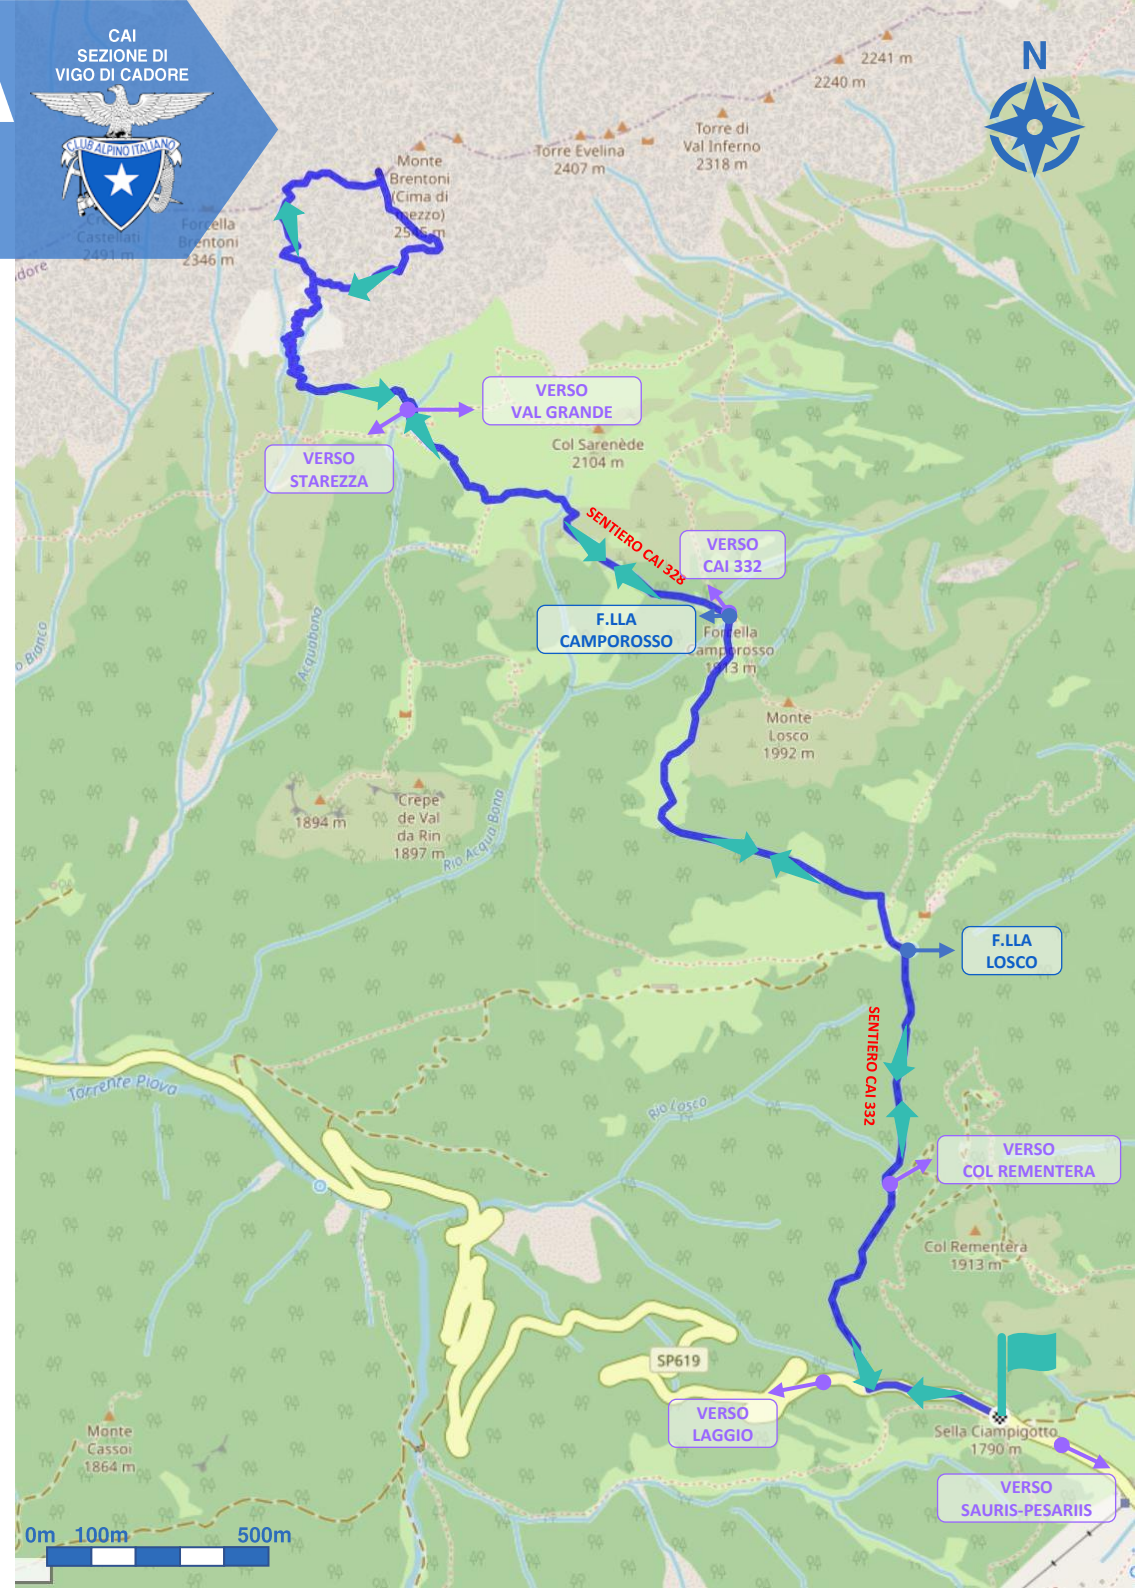 CAI
SEZIONE DI
VIGO DI CADORE
CLUB ALPINO ITALIANO
N
2241 m
2240 m
Torre di
Val Inferno
2318 m
Torre Evelina
2407 m
Monte
Brentoni
(Cima di
mezzo)
Castellati
2491 m
Forcella
Brentoni
2346 m
adore
VERSO
VAL GRANDE
VERSO
STAREZZA
Col Sarenède
2104 m
SENTIERO CAI 328
VERSO
CAI 332
F.LLA
CAMPOROSSO
Forcella
Camporosso
1913 m
Monte
Losco
1992 m
o Bianco
Acquabona
1894 m
Crepe
de Val
da Rin
1897 m
Rio Acqua Bona
F.LLA
LOSCO
SENTIERO CAI 332
Torrente Piova
Rio Losco
VERSO
COL REMENTERA
Col Rementera
1913 m
SP619
VERSO
LAGGIO
Sella Ciampigotto
1790 m
VERSO
SAURIS-PESARIIS
Monte
Cassoi
1864 m
0m 100m 500m